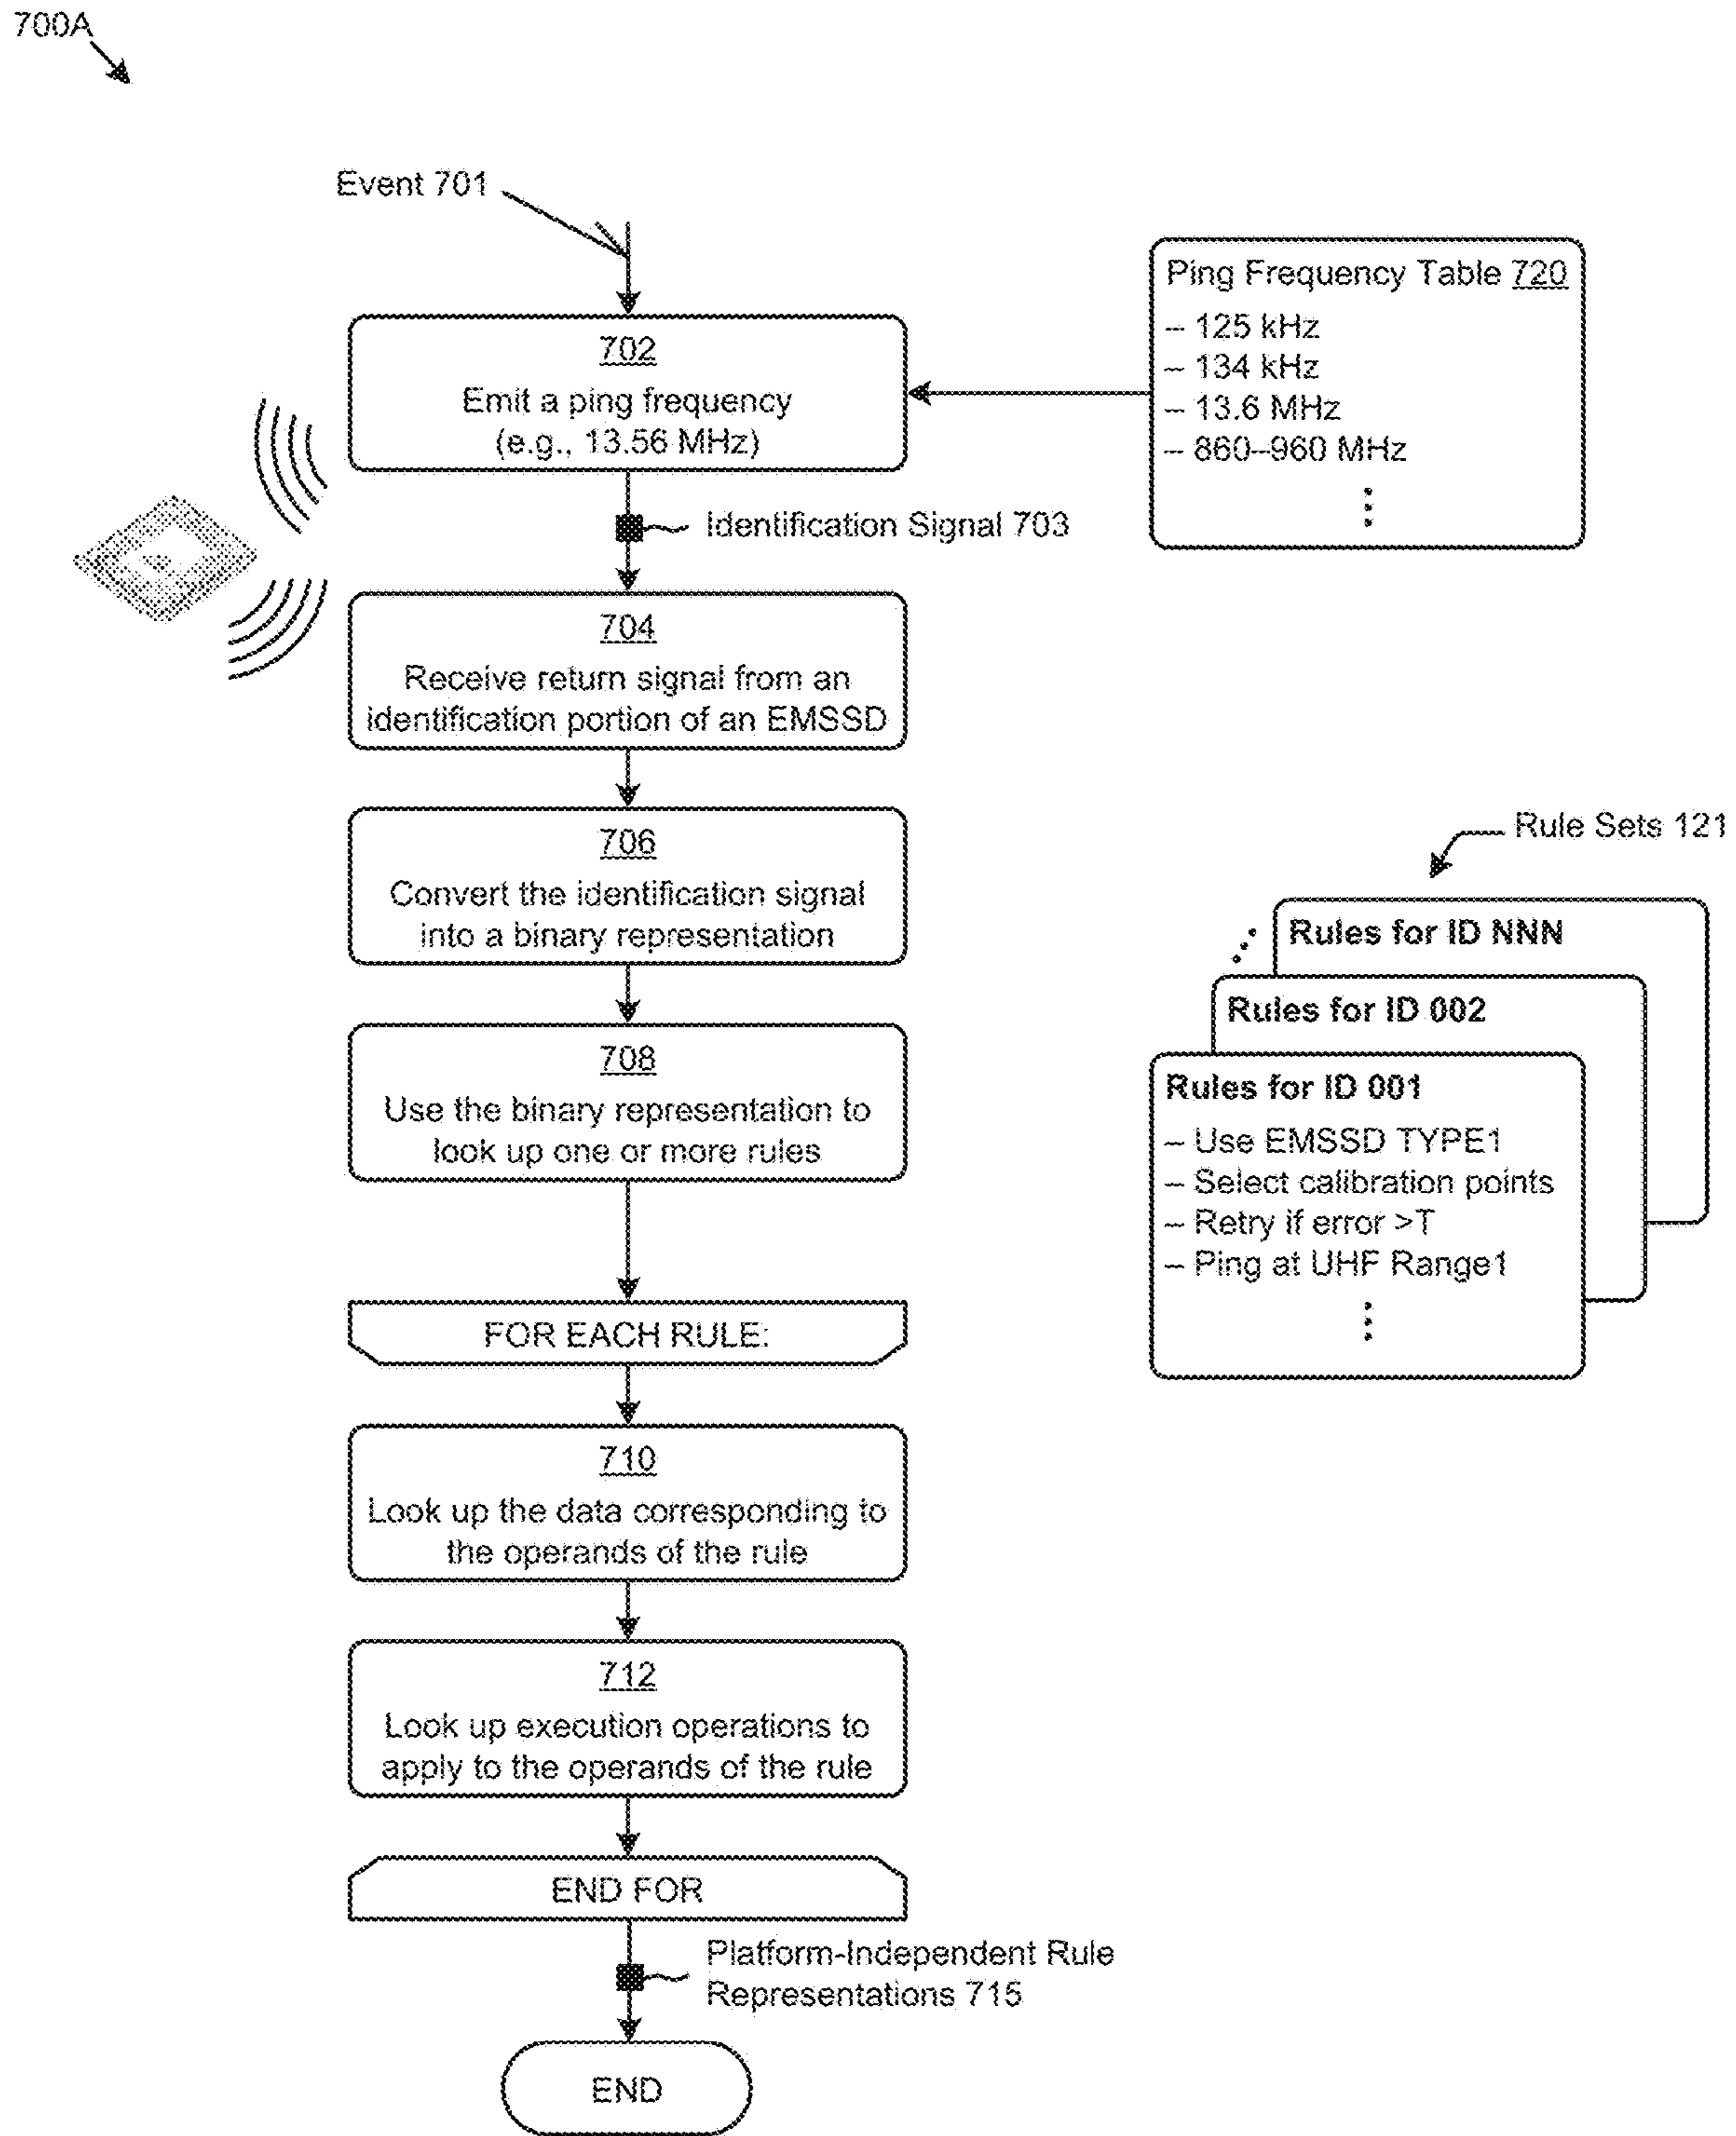 700A
Event 701
Ping Frequency Table 720
– 125 kHz
– 134 kHz
– 13.6 MHz
– 860–960 MHz
702
Emit a ping frequency
(e.g., 13.56 MHz)
Identification Signal 703
704
Receive return signal from an
identification portion of an EMSSD
706
Convert the identification signal
into a binary representation
708
Use the binary representation to
look up one or more rules
Rule Sets 121
Rules for ID NNN
Rules for ID 002
Rules for ID 001
– Use EMSSD TYPE1
– Select calibration points
– Retry if error >T
– Ping at UHF Range1
FOR EACH RULE:
710
Look up the data corresponding to
the operands of the rule
712
Look up execution operations to
apply to the operands of the rule
END FOR
Platform-Independent Rule
Representations 715
END